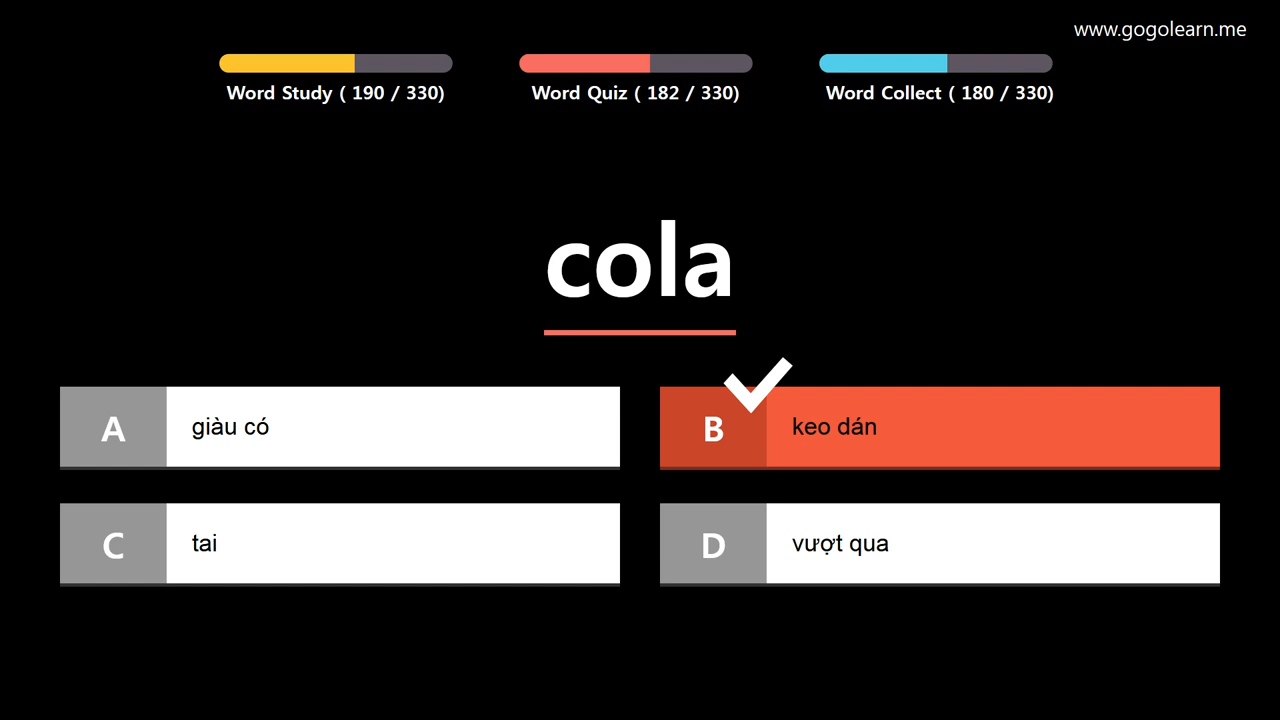 www.gogolearn.me
Word Study ( 190 / 330)
Word Quiz ( 182 / 330)
Word Collect ( 180 / 330)
cola
A
giàu có
B
keo dán
C
tai
D
vượt qua